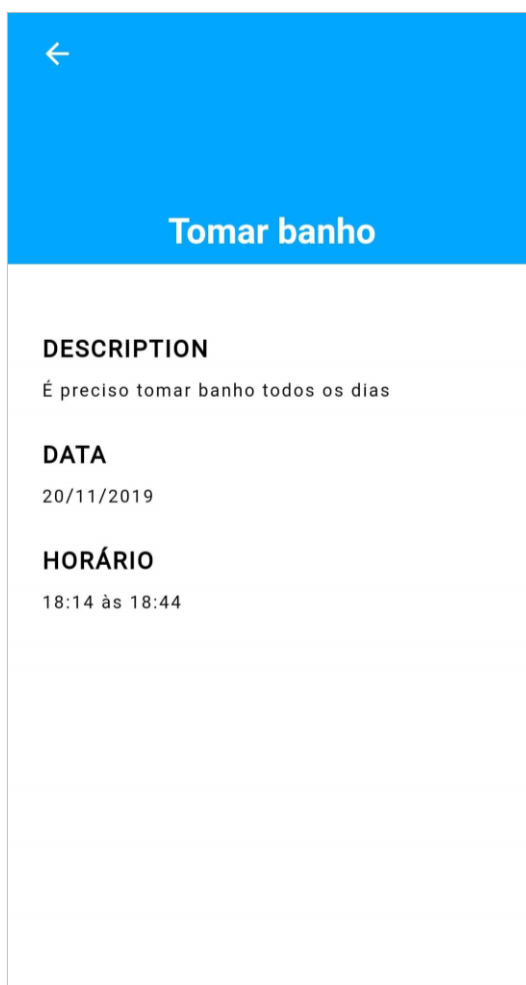 Tomar banho
DESCRIPTION
É preciso tomar banho todos os dias
DATA
20/11/2019
HORÁRIO
18:14 às 18:44